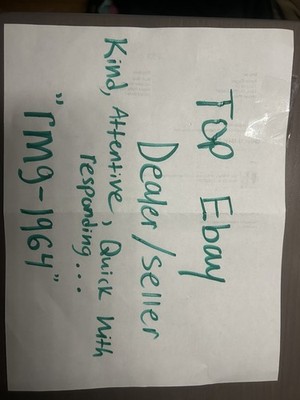 Top Ebay
Dealer/Seller
Kind, Attentive, Quick with
responding...
"rmg-1964"